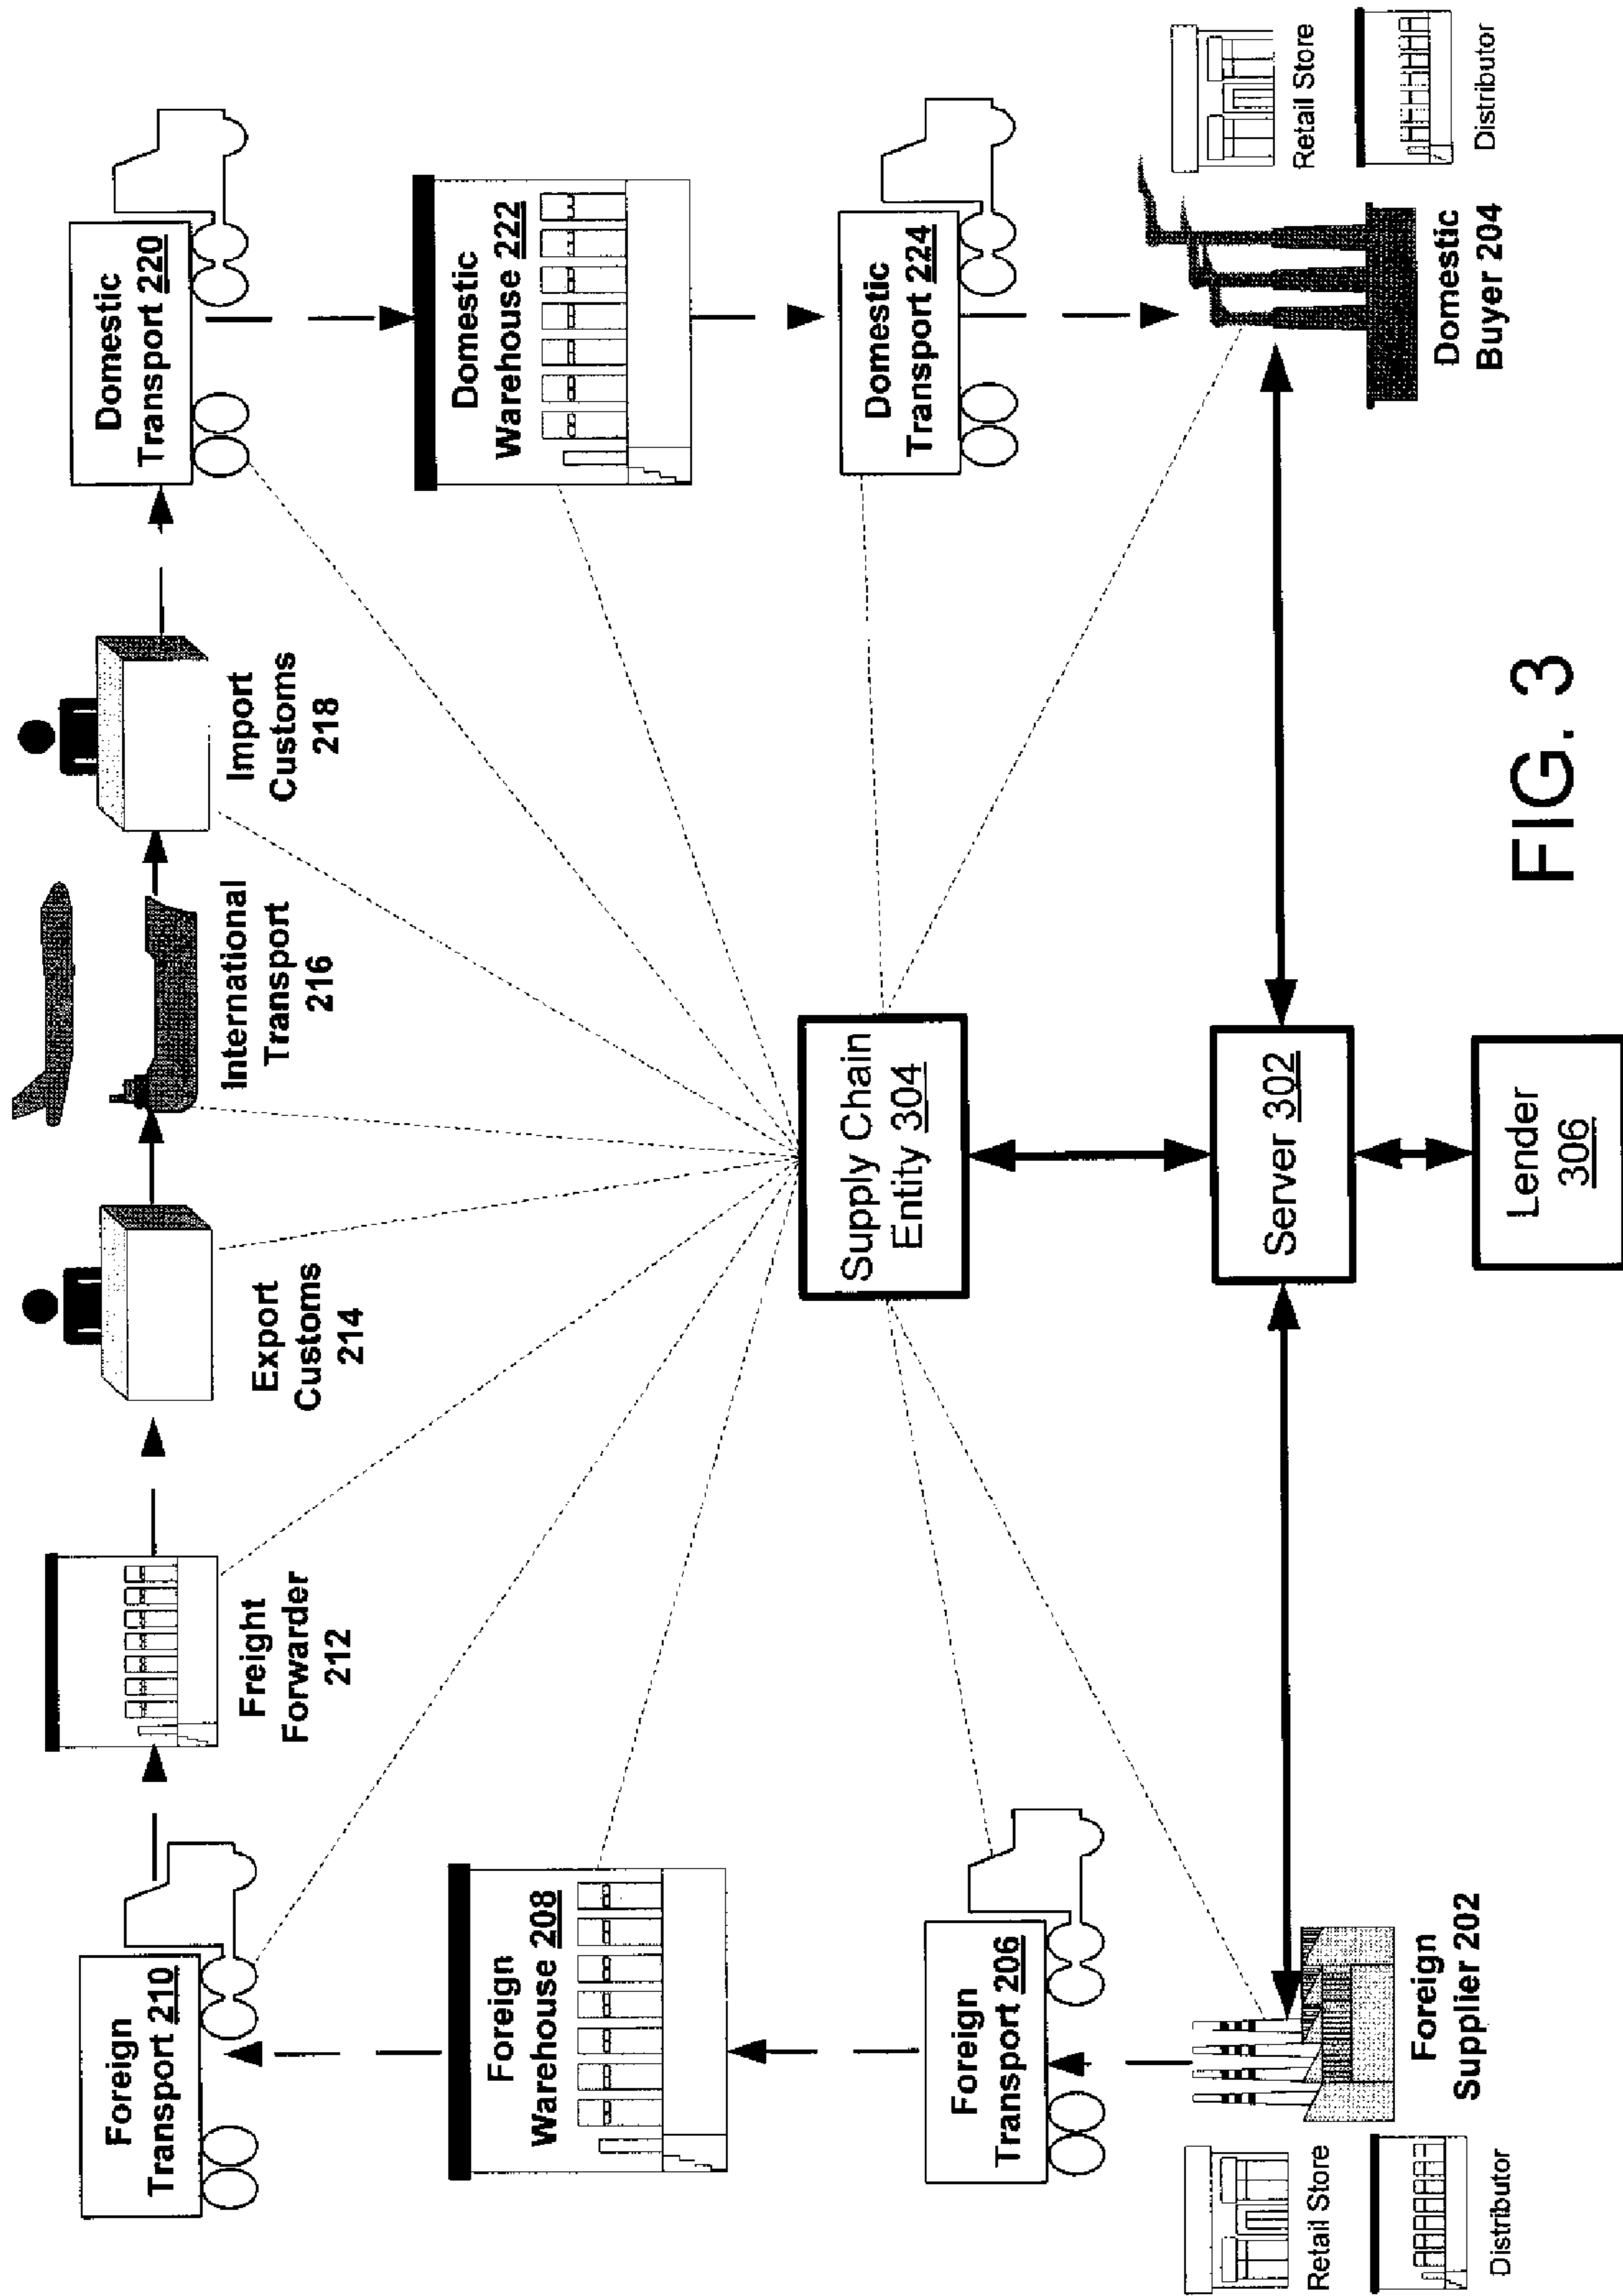 Foreign
Transport 210
Freight
Forwarder
212
Export
Customs
214
International
Transport
216
Import
Customs
218
Domestic
Transport 220
Foreign
Warehouse 208
Domestic
Warehouse 222
Foreign
Transport 206
Supply Chain
Entity 304
Domestic
Transport 224
Retail Store
Distributor
Foreign
Supplier 202
Server 302
Lender
306
Domestic
Buyer 204
Retail Store
Distributor
FIG. 3